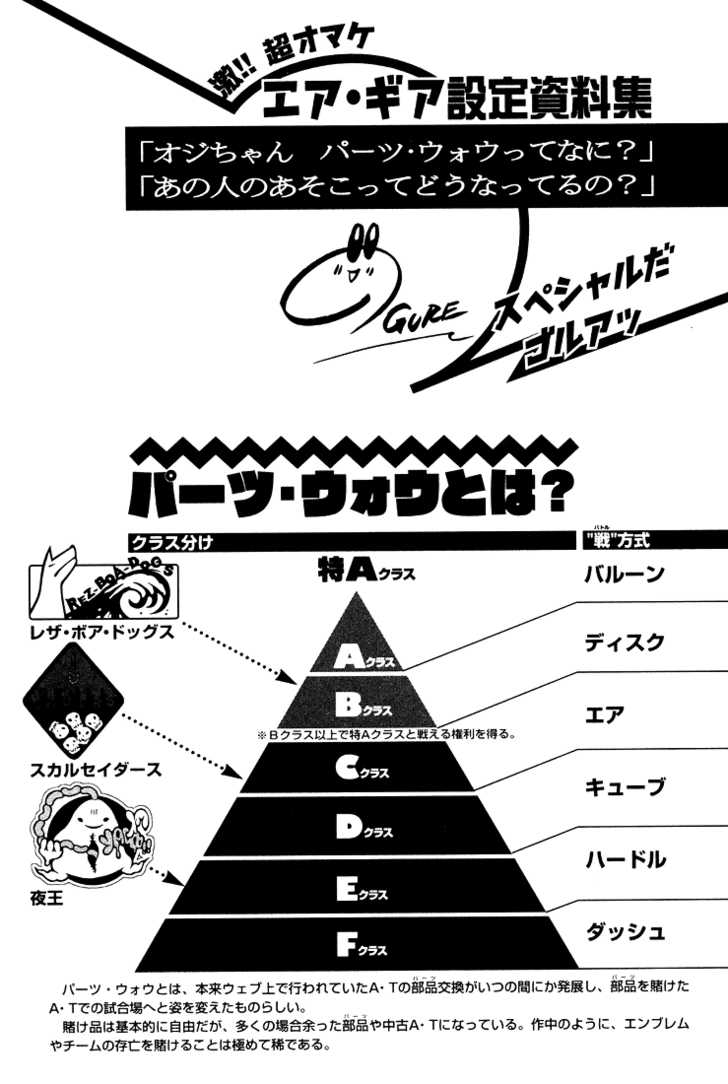 激!! 超オマケ
エア・ギア設定資料集
「オジちゃん　パーツ・ウォウってなに？」
「あの人のあそこってどうなってるの？」
GURE
スペシャルだ
ゴルアッ
パーツ・ウォウとは？
クラス分け
"戦"方式
バトル
特Aクラス
Aクラス
Bクラス
※Bクラス以上で特Aクラスと戦える権利を得る。
Cクラス
Dクラス
Eクラス
Fクラス
REZ-BOA-DOGS
レザ・ボア・ドッグス
スカルセイダース
夜王
バルーン
ディスク
エア
キューブ
ハードル
ダッシュ
パーツ・ウォウとは、本来ウェブ上で行われていたA・Tの部品交換がいつの間にか発展し、部品を賭けた
パーツ
パーツ
A・Tでの試合場へと姿を変えたものらしい。
賭け品は基本的に自由だが、多くの場合余った部品や中古A・Tになっている。作中のように、エンブレム
パーツ
やチームの存亡を賭けることは極めて稀である。